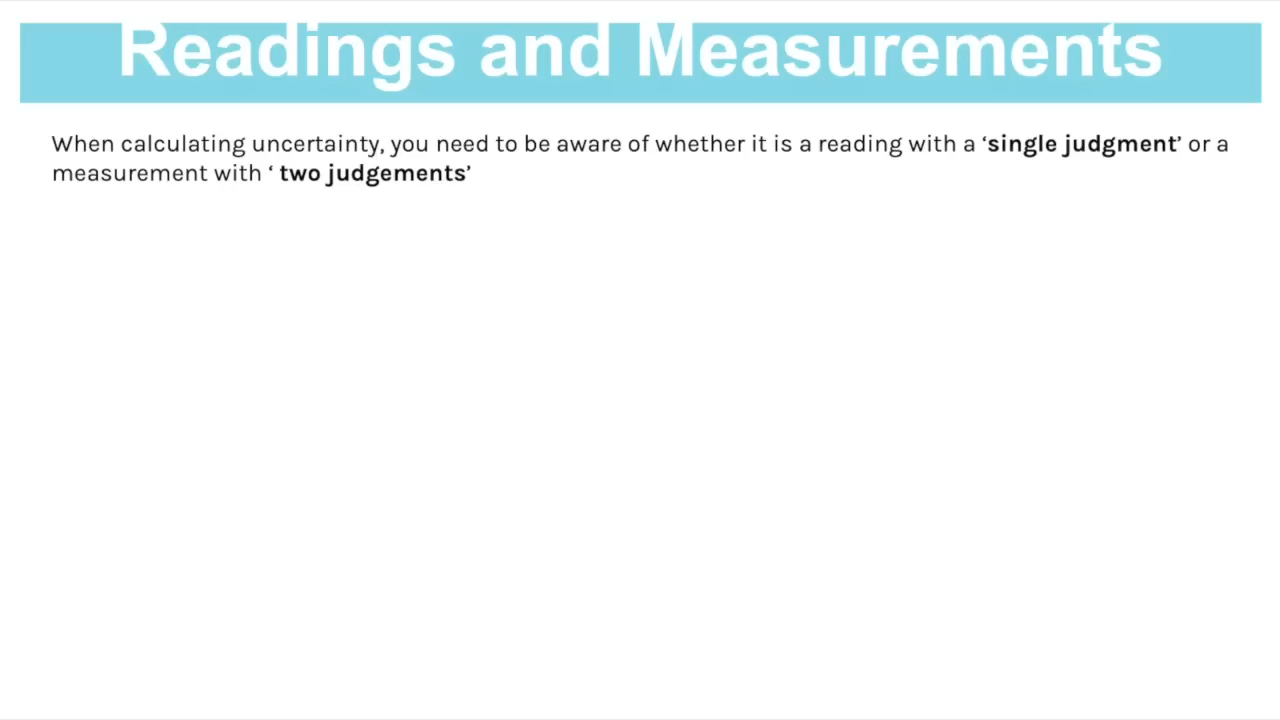 Readings and Measurements
When calculating uncertainty, you need to be aware of whether it is a reading with a ‘single judgment’ or a
measurement with ‘ two judgements’